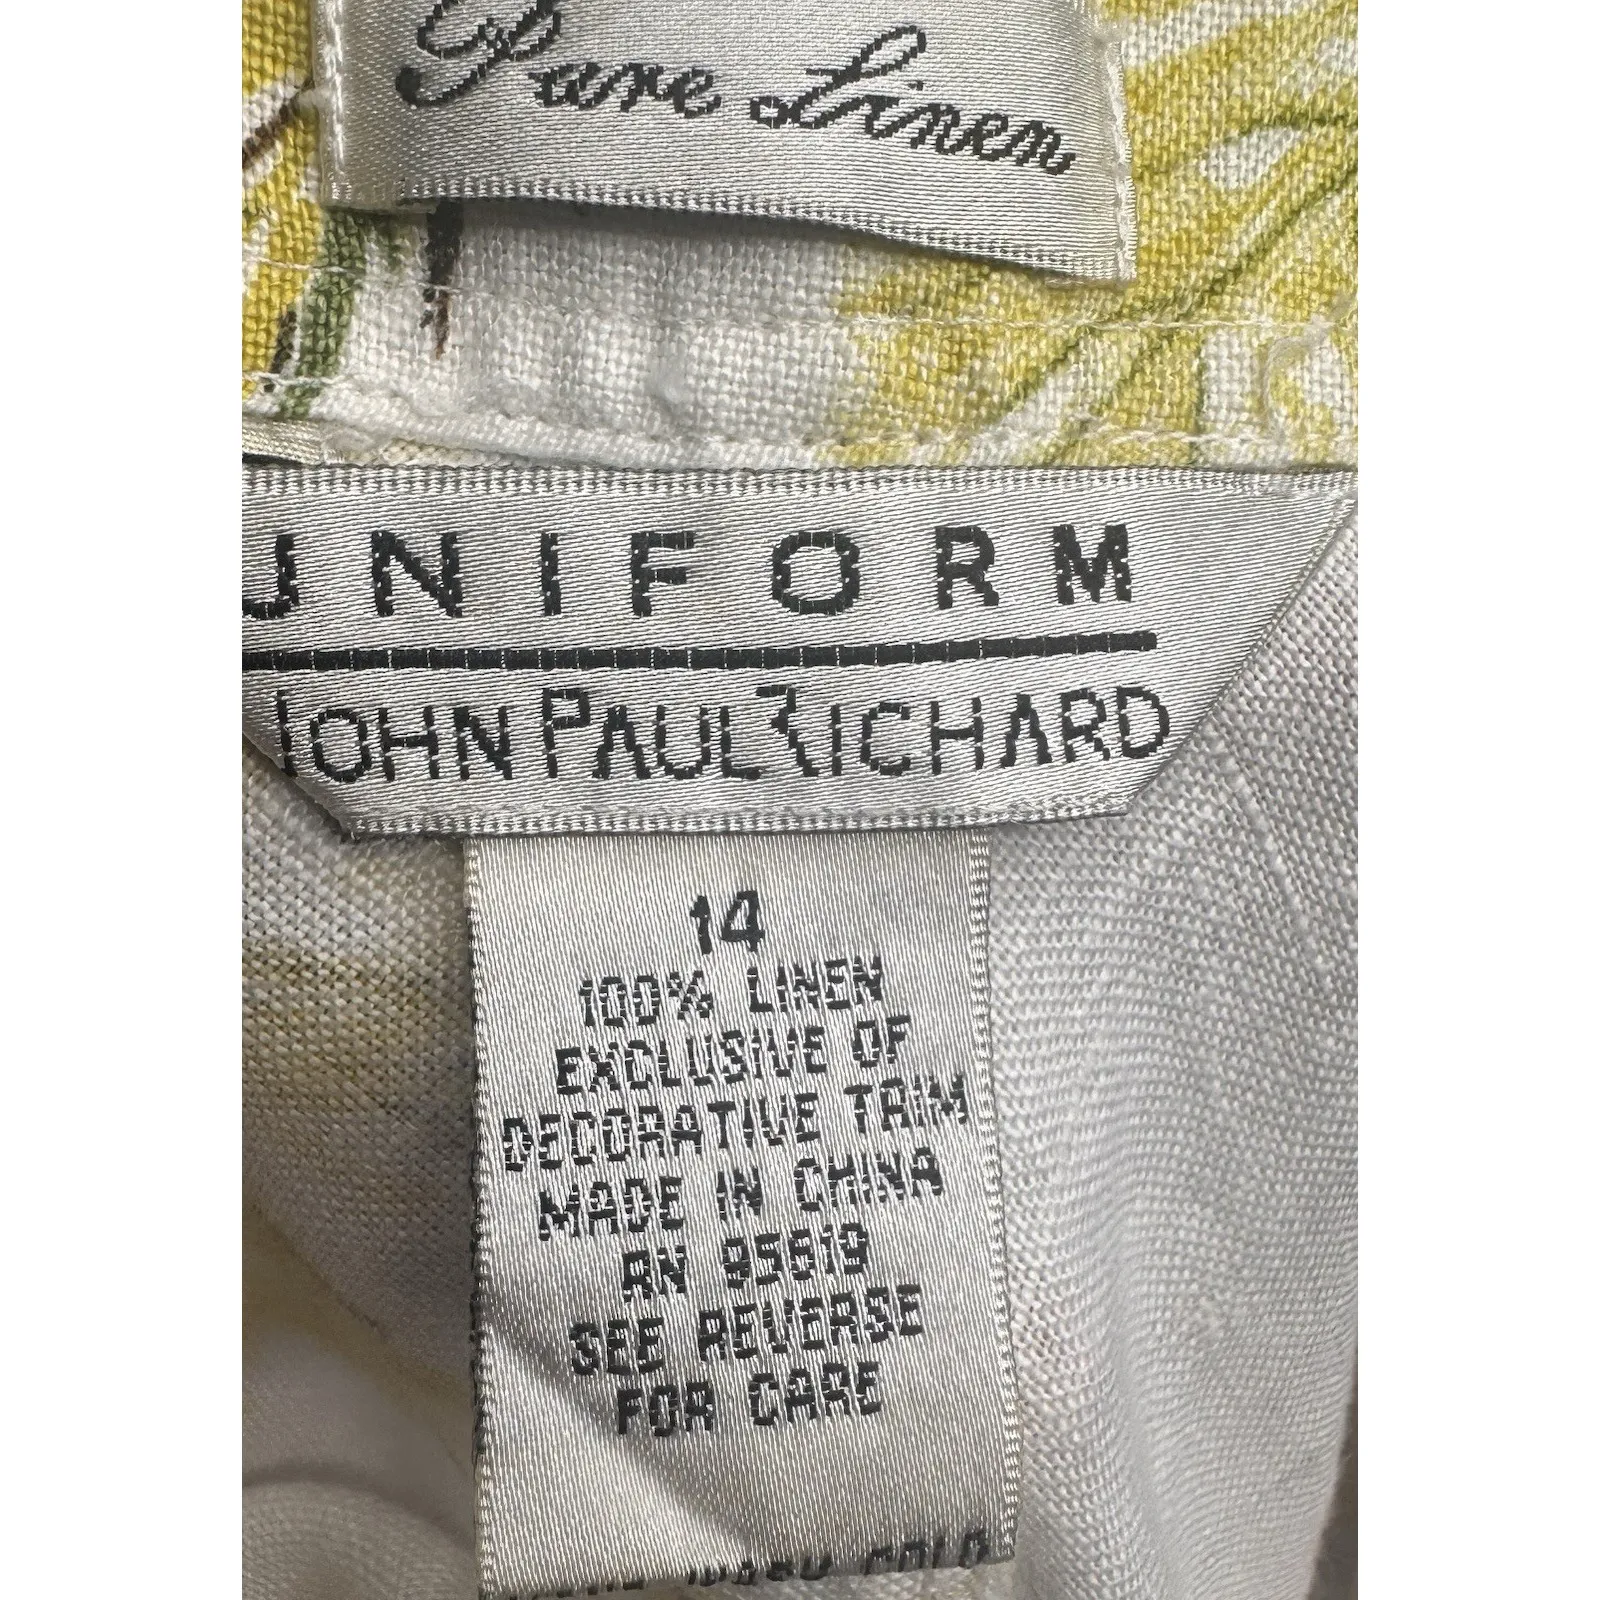 Pure Linen
UNIFORM
JOHN PAUL RICHARD
14
100% LINEN
EXCLUSIVE OF
DECORATIVE TRIM
MADE IN CHINA
RN 95819
SEE REVERSE
FOR CARE
COLD